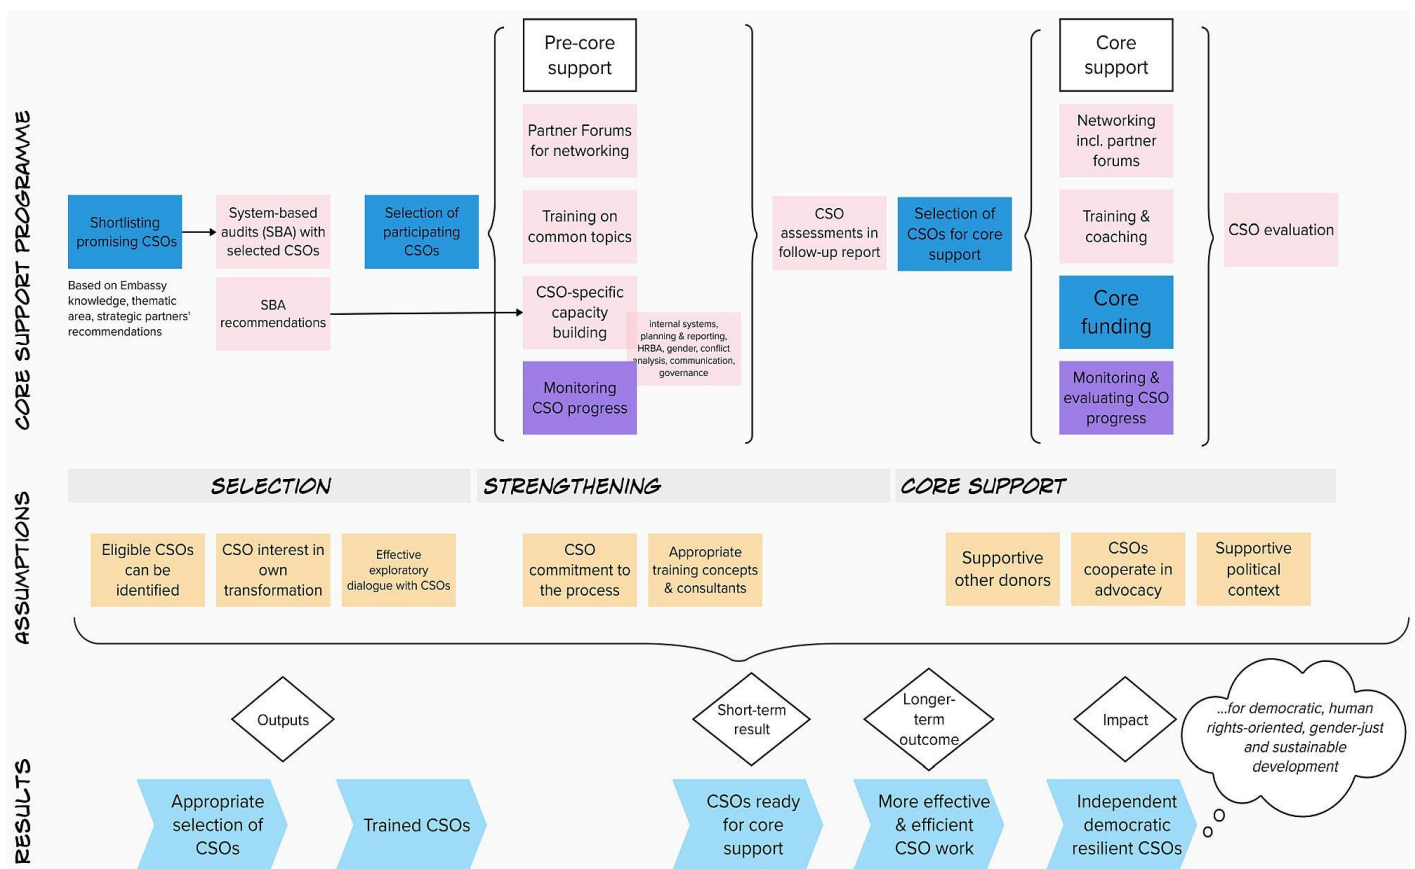 CORE SUPPORT PROGRAMME
Shortlisting
promising CSOs
Based on Embassy
knowledge, thematic
area, strategic partners'
recommendations
System-based
audits (SBA) with
selected CSOs
SBA
recommendations
Selection of
participating
CSOs
Pre-core
support
Partner Forums
for networking
Training on
common topics
CSO-specific
capacity
building
internal systems,
planning & reporting,
HRBA, gender, conflict
analysis, communication,
governance
Monitoring
CSO progress
CSO
assessments in
follow-up report
Selection of
CSOs for core
support
Core
support
Networking
incl. partner
forums
Training &
coaching
Core
funding
Monitoring &
evaluating CSO
progress
CSO evaluation
SELECTION
STRENGTHENING
CORE SUPPORT
ASSUMPTIONS
Eligible CSOs
can be
identified
CSO interest in
own
transformation
Effective
exploratory
dialogue with CSOs
CSO
commitment to
the process
Appropriate
training concepts
& consultants
Supportive
other donors
CSOs
cooperate in
advocacy
Supportive
political
context
RESULTS
Outputs
Short-term
result
Longer-
term
outcome
Impact
...for democratic, human
rights-oriented, gender-just
and sustainable
development
Appropriate
selection of
CSOs
Trained CSOs
CSOs ready
for core
support
More effective
& efficient
CSO work
Independent
democratic
resilient CSOs